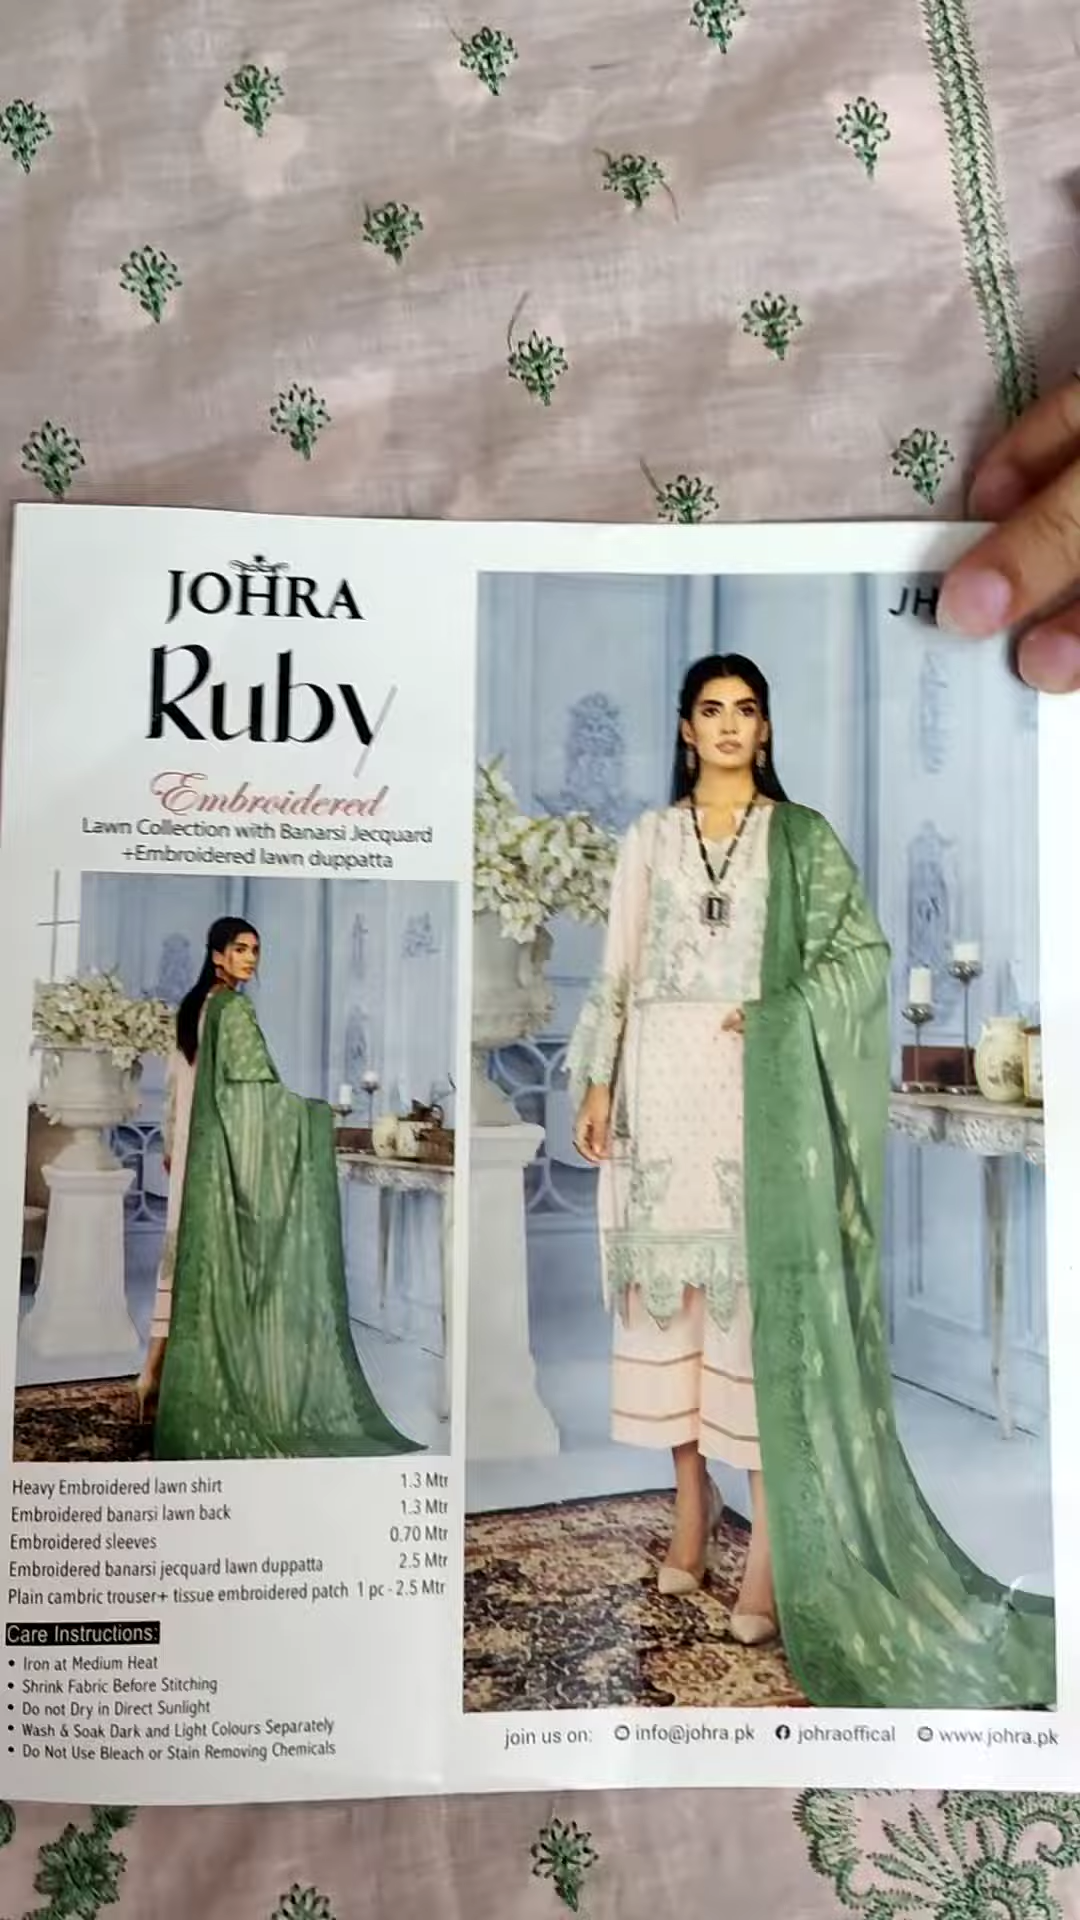 JOHRA
Ruby
Embroidered
Lawn Collection with Banarsi Jecquard
+Embroidered lawn duppatta
JH
Heavy Embroidered lawn shirt 1.3 Mtr
Embroidered banarsi lawn back 1.3 Mtr
Embroidered sleeves 0.70 Mtr
Embroidered banarsi jecquard lawn duppatta 2.5 Mtr
Plain cambric trouser+ tissue embroidered patch 1 pc - 2.5 Mtr
Care Instructions:
• Iron at Medium Heat
• Shrink Fabric Before Stitching
• Do not Dry in Direct Sunlight
• Wash & Soak Dark and Light Colours Separately
• Do Not Use Bleach or Stain Removing Chemicals
join us on: info@johra.pk johraoffical www.johra.pk